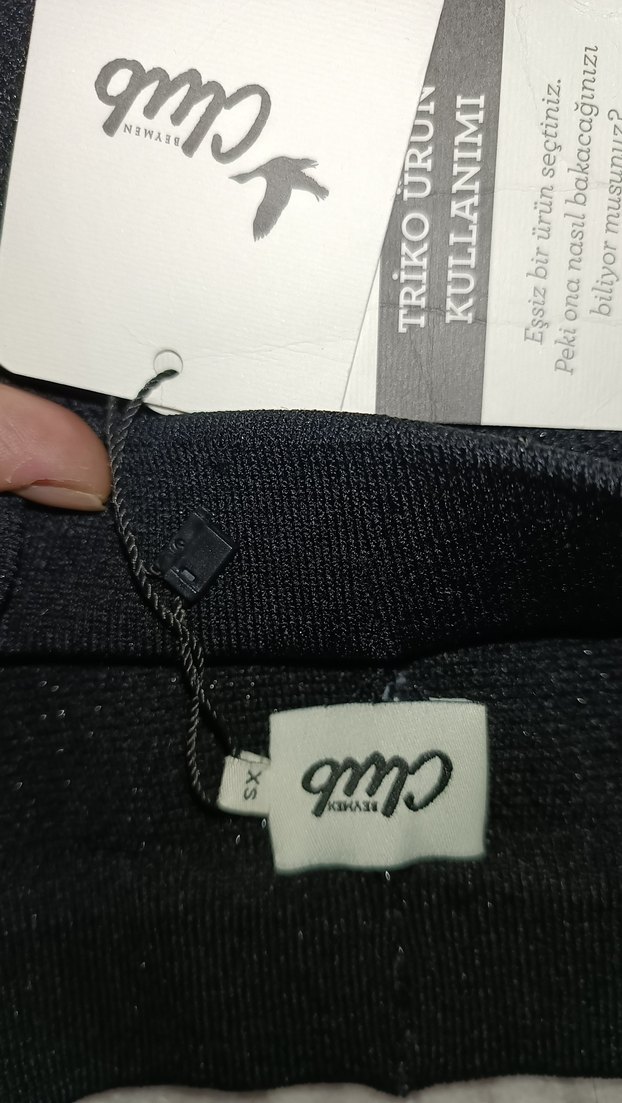 Club
BEYMEN
TRİKO ÜRÜN
KULLANIMI
Eşsiz bir ürün seçtiniz.
Peki ona nasıl bakacağınızı
biliyor musunuz?
XS
Club
BEYMEN